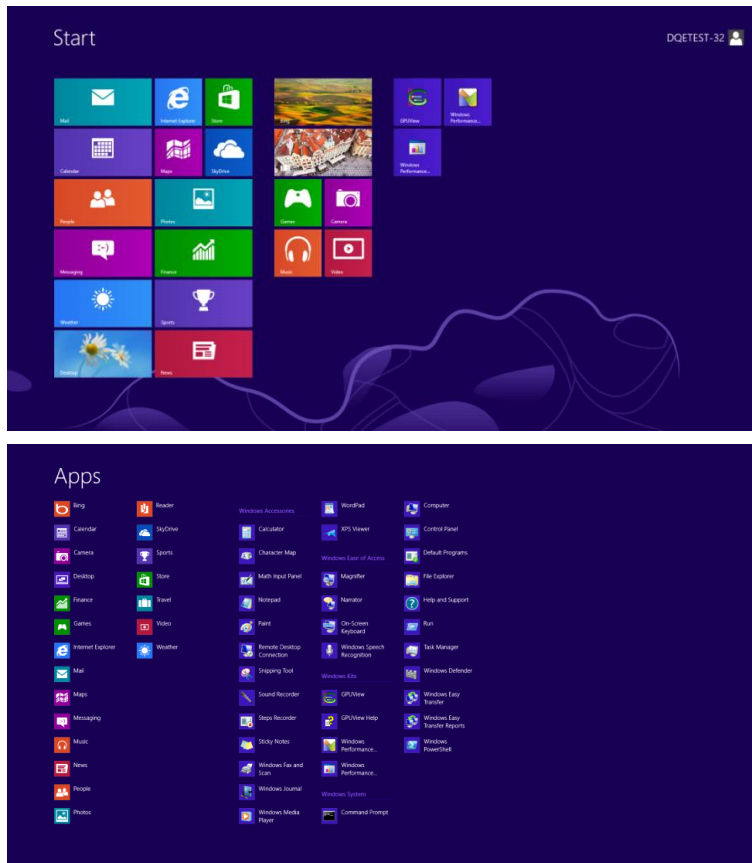 Start
DQETEST-32
Mail
Internet Explorer
Store
Calendar
Maps
SkyDrive
People
Photos
Messaging
Finance
Weather
Sports
Desktop
News
Games
Camera
Music
Video
GPUView
Windows
Performance...
Windows
Performance...
Apps
Bing
Calendar
Camera
Desktop
Finance
Games
Internet Explorer
Mail
Maps
Messaging
Music
News
People
Photos
Reader
SkyDrive
Sports
Store
Travel
Video
Weather
Windows Accessories
Calculator
Character Map
Math Input Panel
Notepad
Paint
Remote Desktop
Connection
Snipping Tool
Sound Recorder
Steps Recorder
Sticky Notes
Windows Fax and
Scan
Windows Journal
Windows Media
Player
WordPad
XPS Viewer
Windows Ease of Access
Magnifier
Narrator
On-Screen
Keyboard
Windows Speech
Recognition
Windows Kits
GPUView
GPUView Help
Windows
Performance...
Windows
Performance...
Windows System
Command Prompt
Computer
Control Panel
Default Programs
File Explorer
Help and Support
Run
Task Manager
Windows Defender
Windows Easy
Transfer
Windows Easy
Transfer Reports
Windows
PowerShell